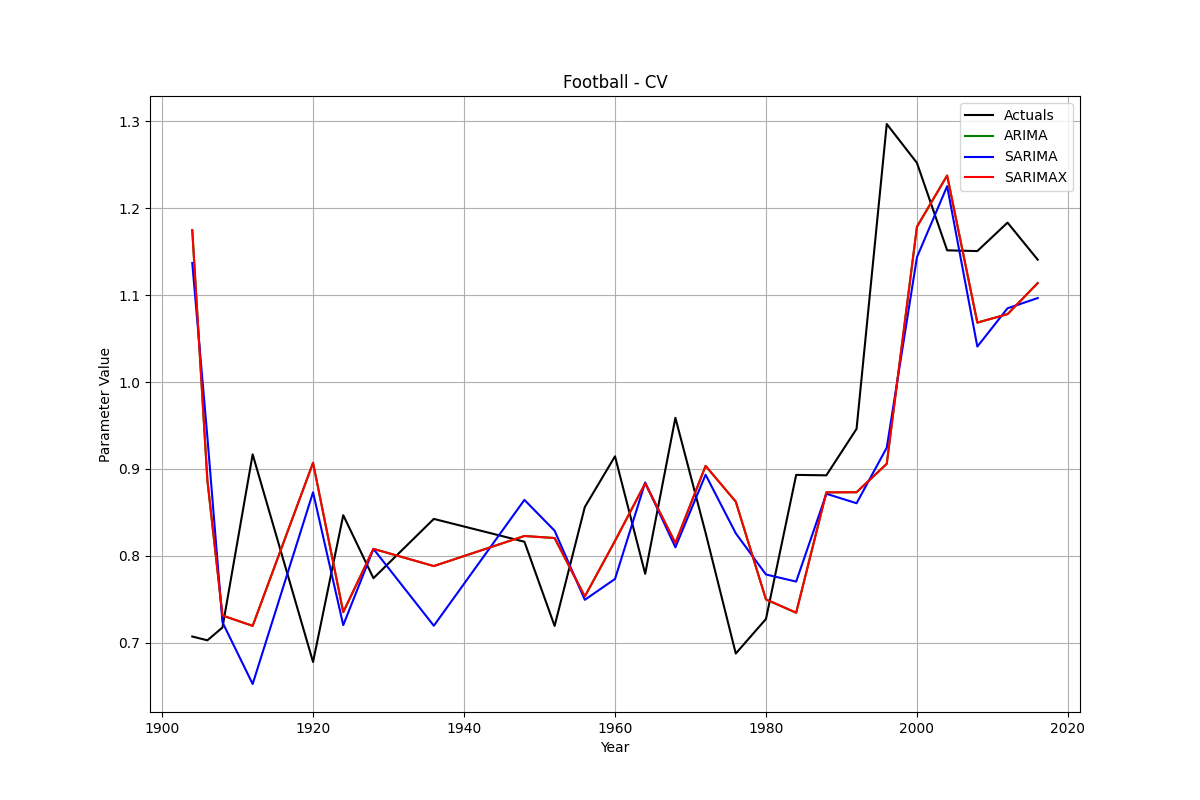 Football - CV
Actuals
ARIMA
SARIMA
SARIMAX
1.3
1.2
1.1
1.0
0.9
0.8
0.7
Parameter Value
1900 1920 1940 1960 1980 2000 2020
Year